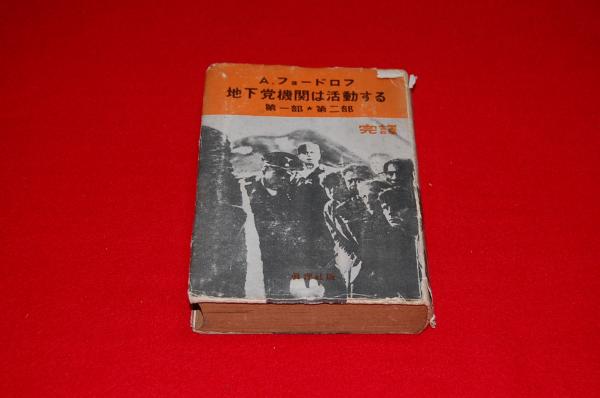 A.フョードロフ
地下党機関は活動する
第一部★第二部
完譯